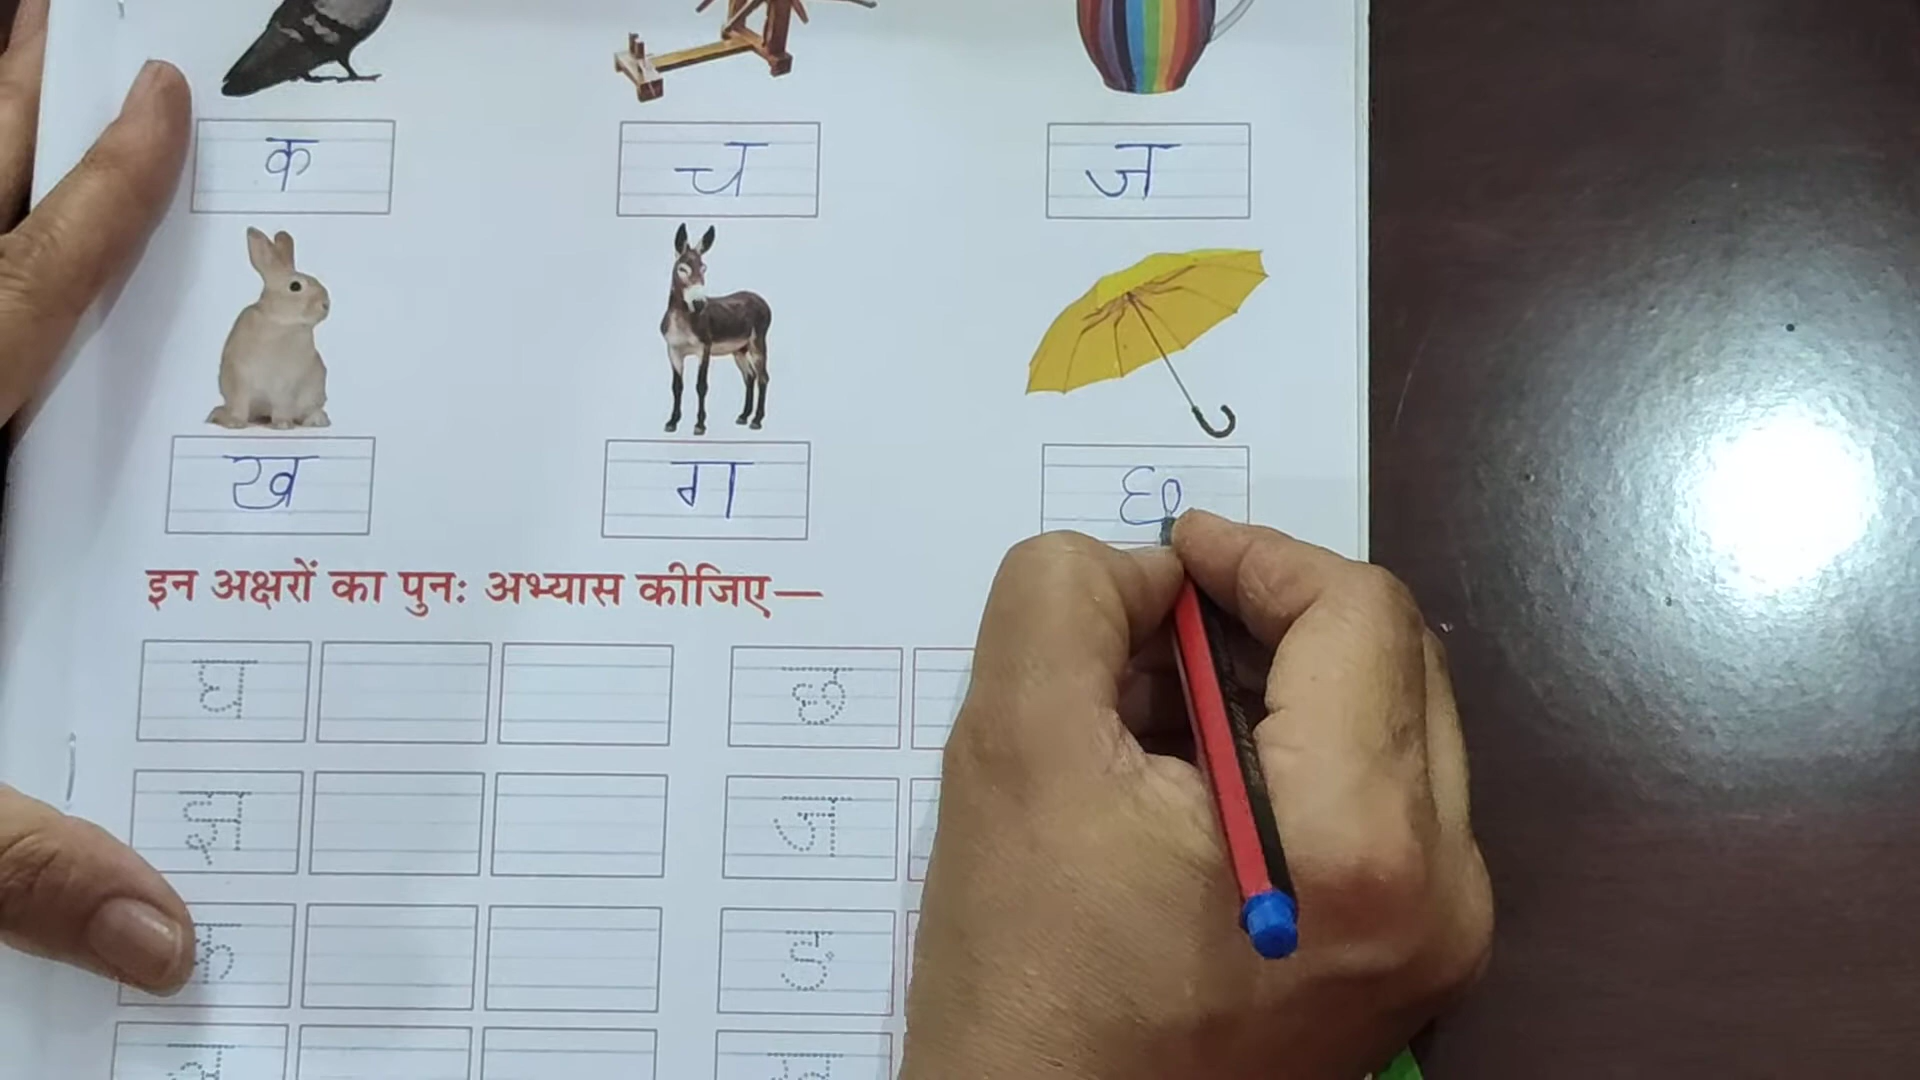 क च ज
ख ग छ
इन अक्षरों का पुनः अभ्यास कीजिए—
घ छ
झ ज
क ङ